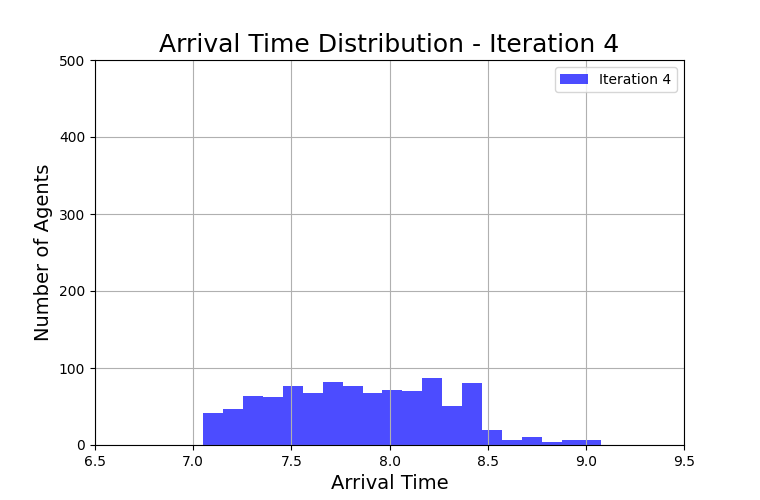 Arrival Time Distribution - Iteration 4
Iteration 4
Number of Agents
500
400
300
200
100
0
6.5 7.0 7.5 8.0 8.5 9.0 9.5
Arrival Time